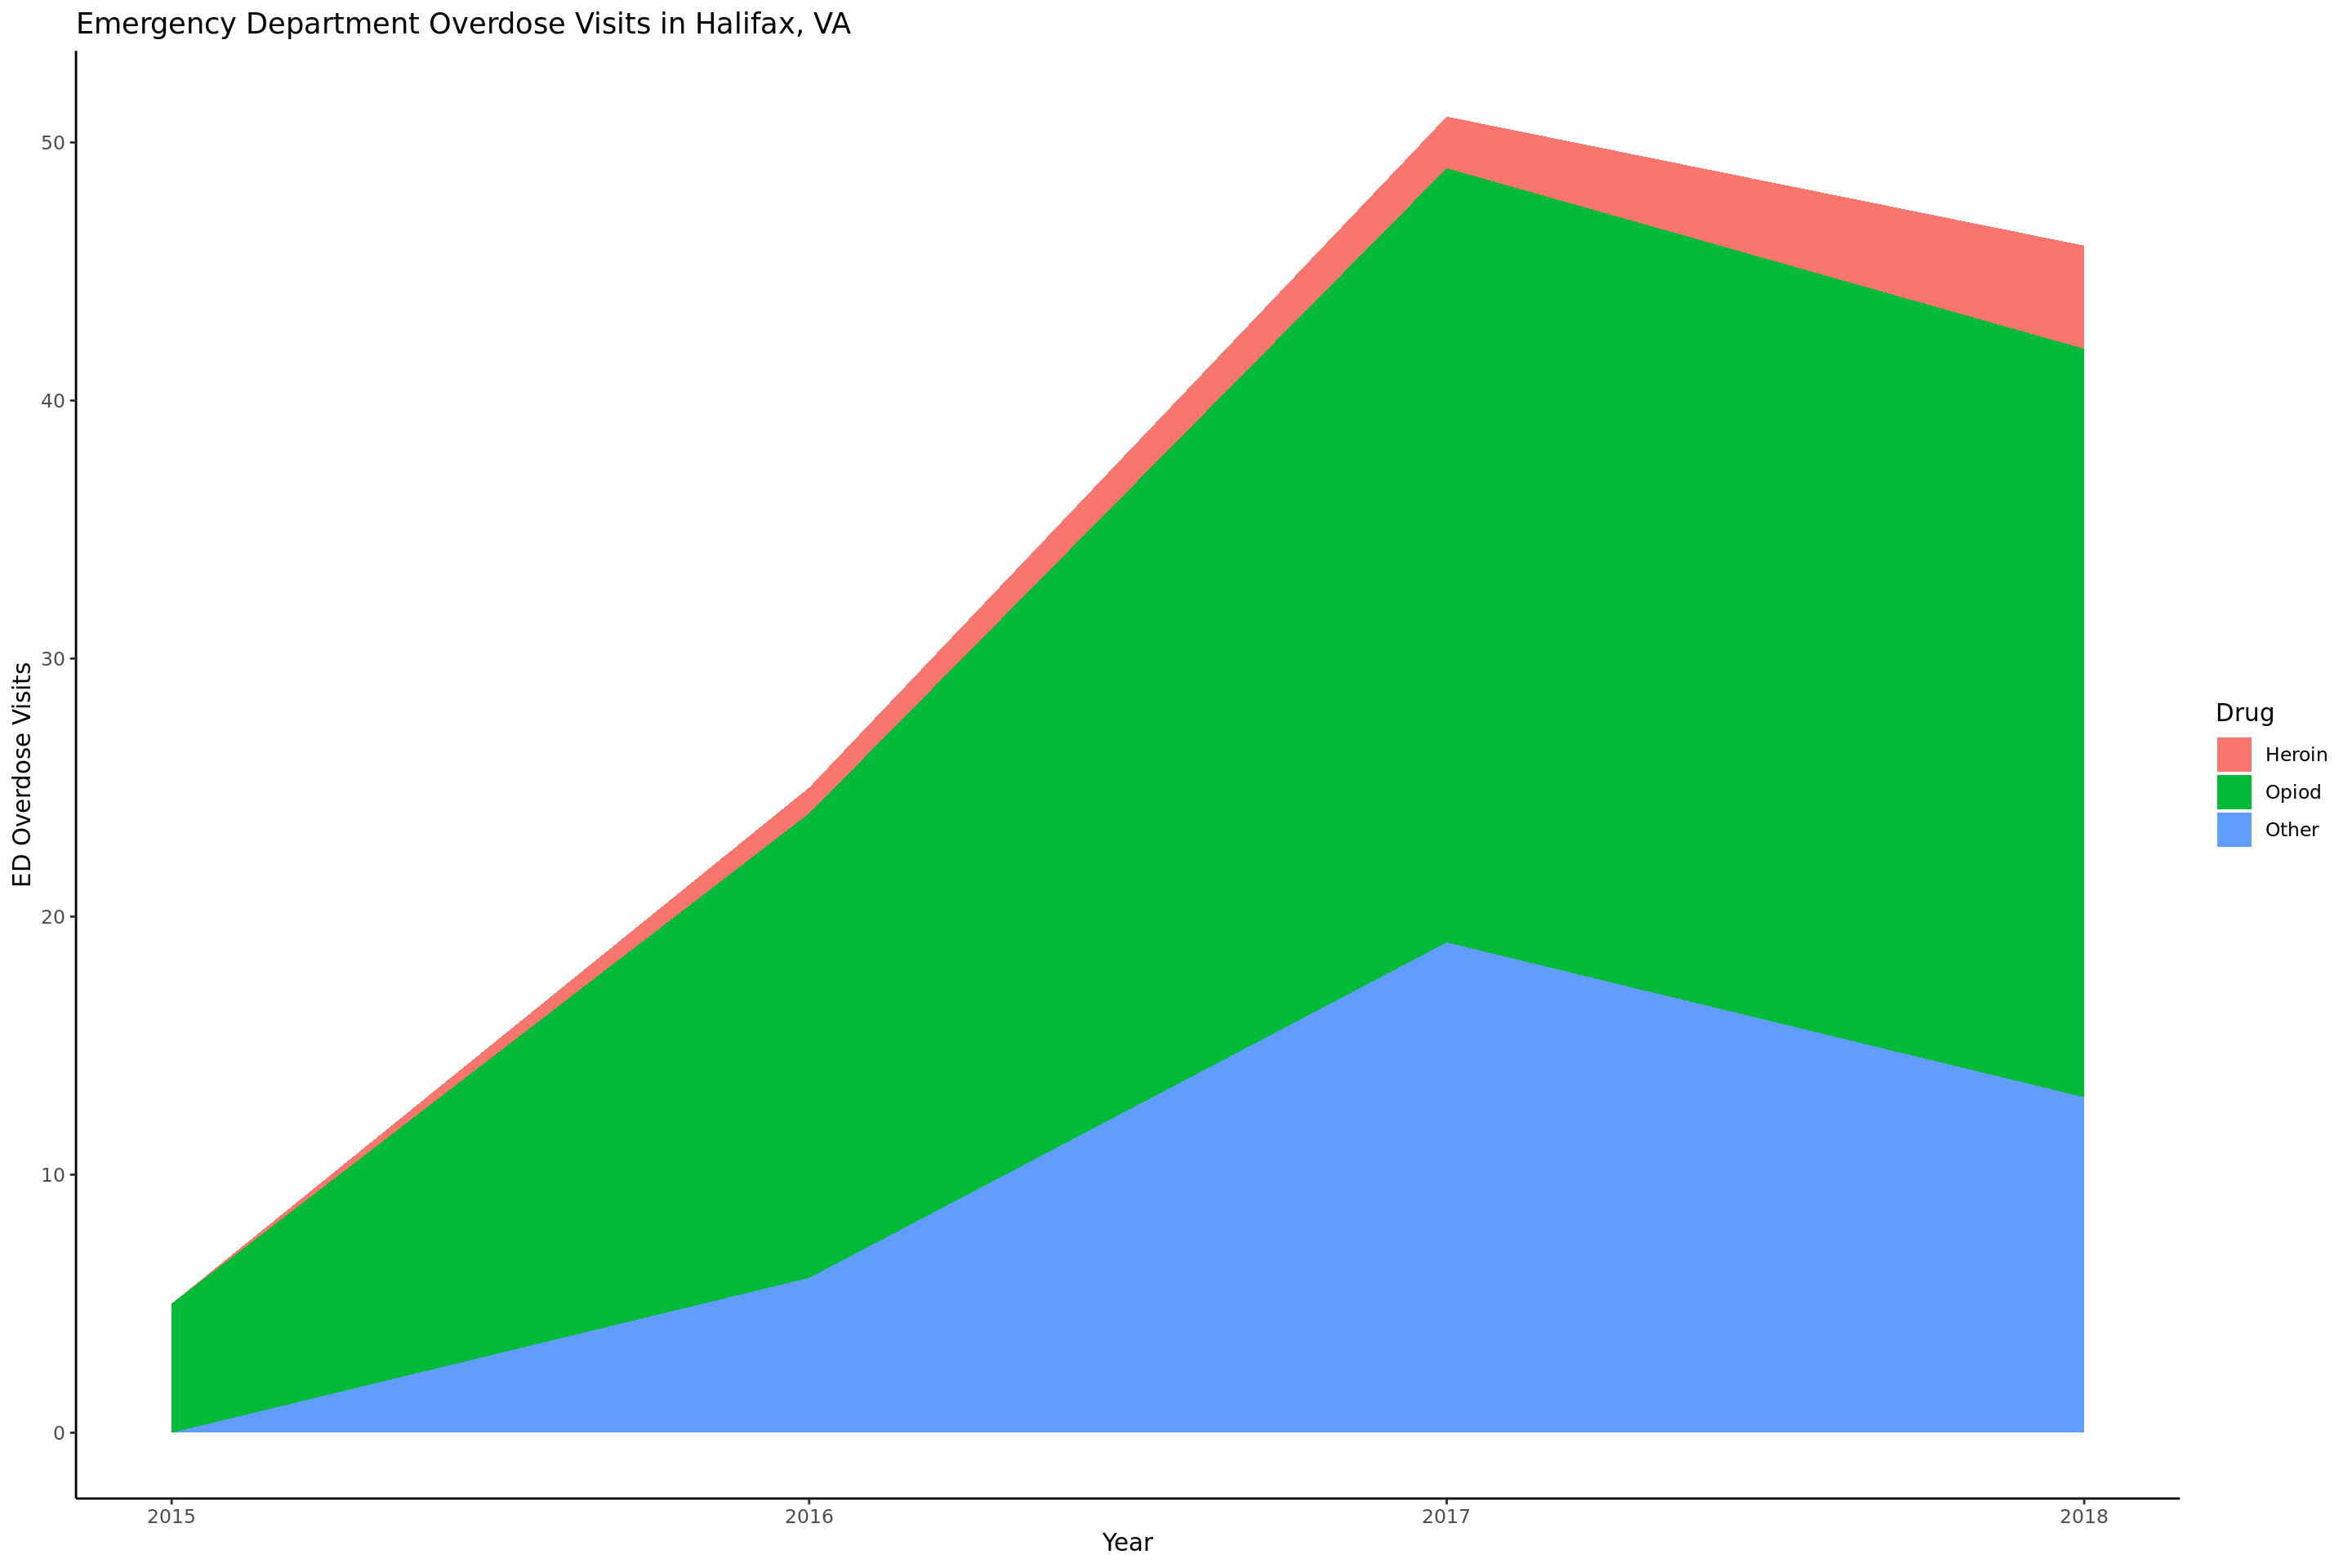 Emergency Department Overdose Visits in Halifax, VA
ED Overdose Visits
50
40
30
20
10
0
2015
2016
2017
2018
Year
Drug
Heroin
Opiod
Other